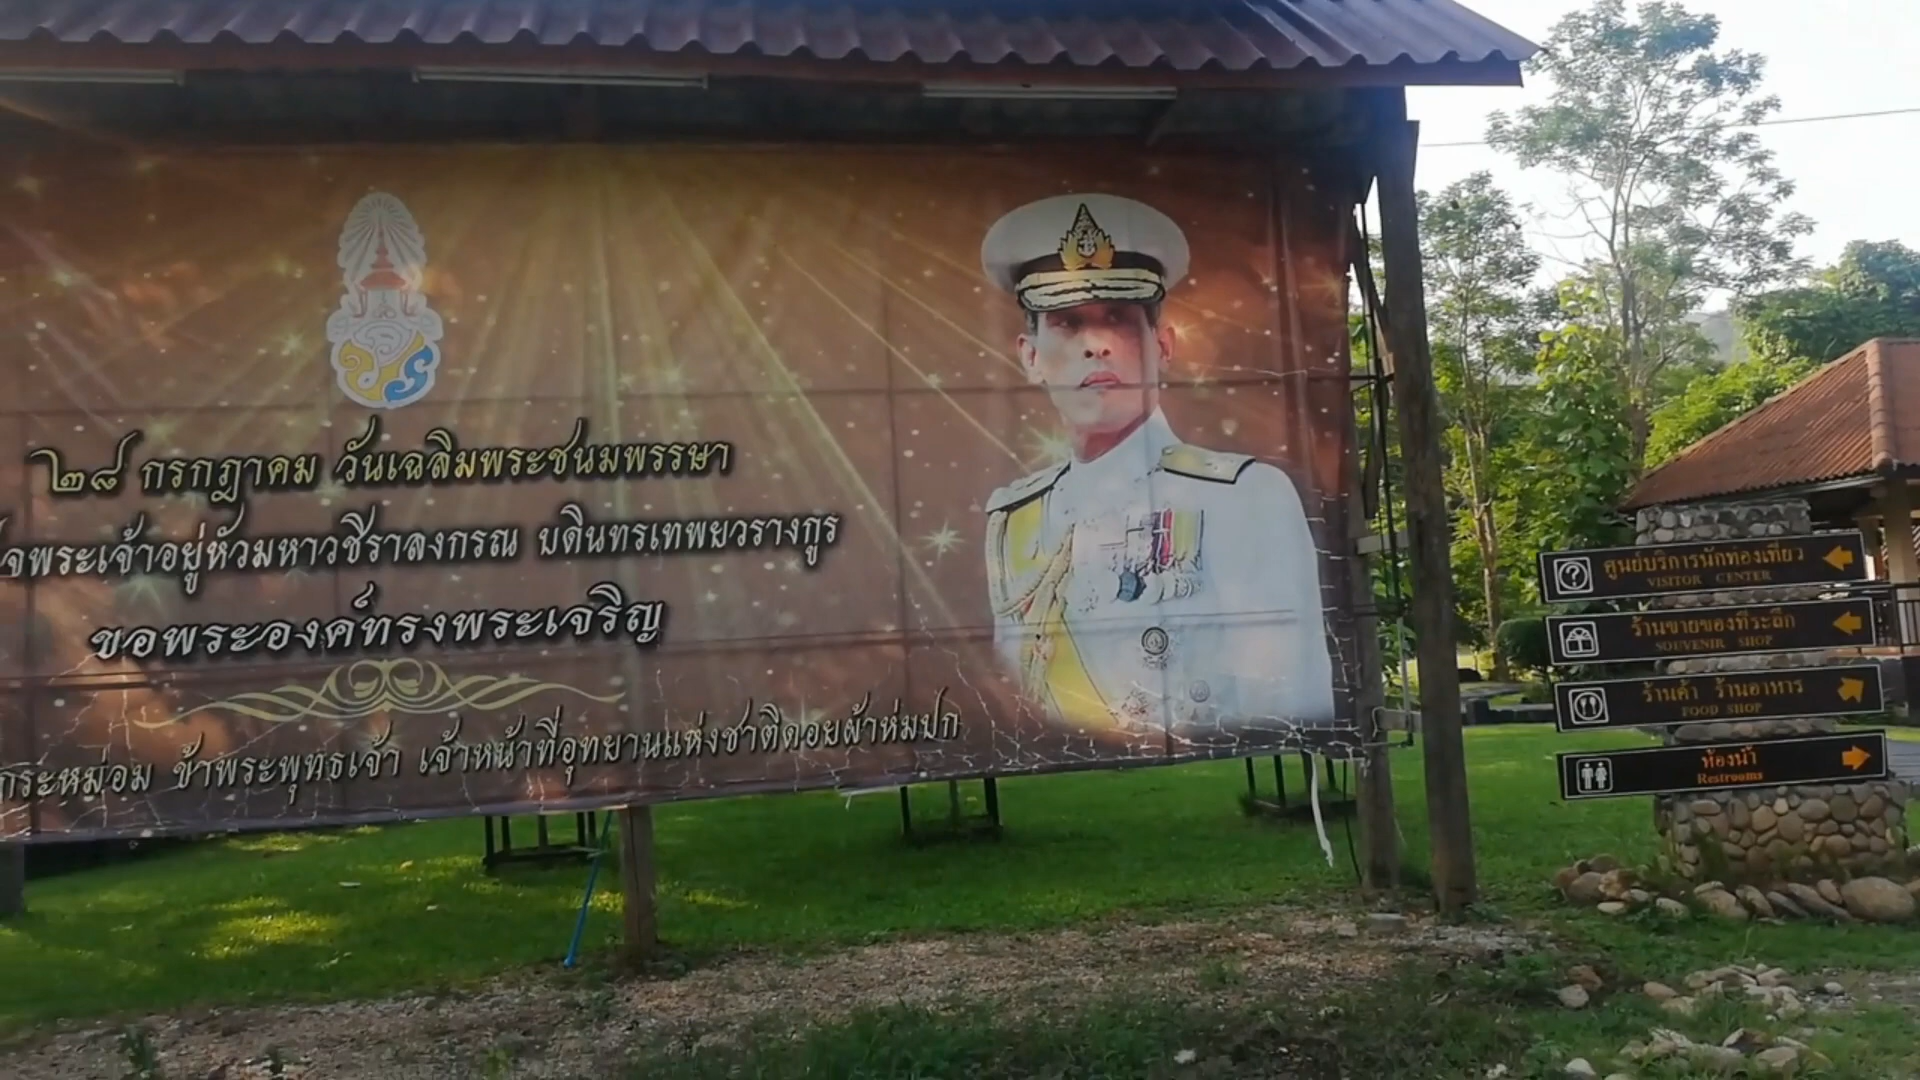 ๒๘ กรกฎาคม วันเฉลิมพระชนมพรรษา
จพระเจ้าอยู่หัวมหาวชิราลงกรณ บดินทรเทพยวรางกูร
ขอพระองค์ทรงพระเจริญ
กระหม่อม ข้าพระพุทธเจ้า เจ้าหน้าที่อุทยานแห่งชาติดอยผ้าห่มปก
ศูนย์บริการนักท่องเที่ยว
VISITOR CENTER
ร้านขายของที่ระลึก
SOUVENIR SHOP
ร้านค้า ร้านอาหาร
FOOD SHOP
ห้องน้ำ
Restrooms